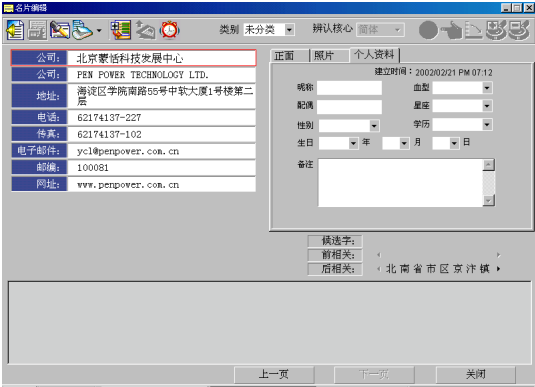 名片编辑
类别 未分类 辨认核心 简体
公司: 北京蒙恬科技发展中心
公司: PEN POWER TECHNOLOGY LTD.
地址: 海淀区学院南路55号中软大厦1号楼第二
层
电话: 62174137-227
传真: 62174137-102
电子邮件: ycl@penpower.com.cn
邮编: 100081
网址: www.penpower.com.cn
正面 照片 个人资料
建立时间：2002/02/21 PM 07:12
昵称 血型
配偶 星座
性别 学历
生日 年 月 日
备注
候选字:
前相关:
后相关: 北南省市区京汴镇
上一页 下一页 关闭